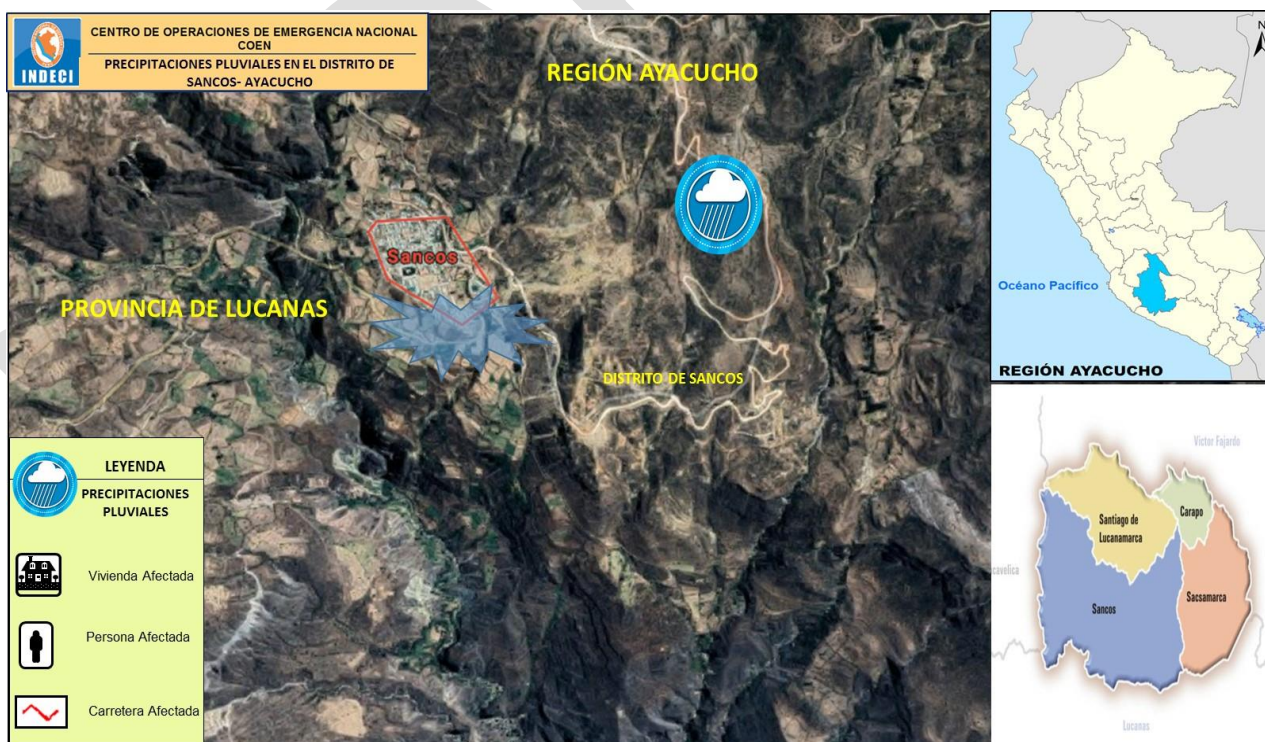 INDECI
CENTRO DE OPERACIONES DE EMERGENCIA NACIONAL
COEN
PRECIPITACIONES PLUVIALES EN EL DISTRITO DE
SANCOS- AYACUCHO
REGIÓN AYACUCHO
Sancos
PROVINCIA DE LUCANAS
DISTRITO DE SANCOS
LEYENDA
PRECIPITACIONES
PLUVIALES
Vivienda Afectada
Persona Afectada
Carretera Afectada
N
Océano Pacífico
REGIÓN AYACUCHO
Victor Fajardo
Santiago de
Lucanamarca
Carapo
cavelica
Sancos
Sacsamarca
Lucanas